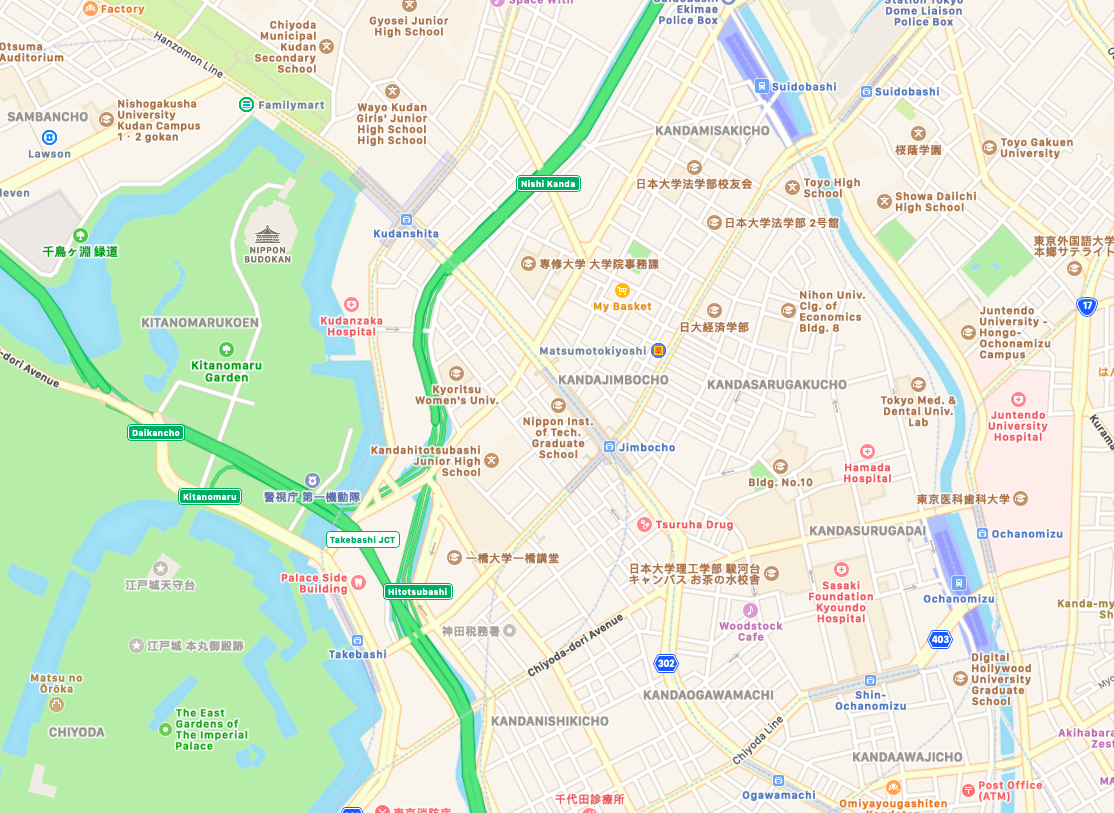 Factory
Chiyoda
Municipal
Kudan
Secondary
School
Gyosei Junior
High School
Space With
Suidobashi
Ekimae
Police Box
Station Tokyo
Dome Liaison
Police Box
Otsuma
Auditorium
Hanzomon Line
Suidobashi
Suidobashi
SAMBANCHO
Nishogakusha
University
Kudan Campus
1・2 gokan
Familymart
Wayo Kudan
Girls' Junior
High School
KANDAMISAKICHO
桜蔭学園
Toyo Gakuen
University
Lawson
Nishi Kanda
日本大学法学部校友会
Toyo High
School
Showa Daiichi
High School
Kudanshita
日本大学法学部 2号館
千鳥ヶ淵 緑道
NIPPON
BUDOKAN
東京外国語大学
本郷サテライト
専修大学 大学院事務課
My Basket
Nihon Univ.
Clg. of
Economics
Bldg. 8
17
KITANOMARUKOEN
Kudanzaka
Hospital
日大経済学部
Juntendo
University -
Hongo-
Ochonamizu
Campus
Matsumotokiyoshi
Kitanomaru
Garden
-dori Avenue
KANDAJIMBOCHO
KANDASARUGAKUCHO
Kyoritsu
Women's Univ.
Tokyo Med. &
Dental Univ.
Lab
Juntendo
University
Hospital
Nippon Inst.
of Tech.
Graduate
School
Daikancho
Kandahitotsubashi
Junior High
School
Jimbocho
Hamada
Hospital
Bldg. No.10
Kitanomaru
警視庁 第一機動隊
東京医科歯科大学
Takebashi JCT
Tsuruha Drug
KANDASURUGADAI
Ochanomizu
一橋大学一橋講堂
江戸城天守台
Palace Side
Building
Hitotsubashi
日本大学理工学部 駿河台
キャンパス お茶の水校舎
Sasaki
Foundation
Kyoundo
Hospital
Ochanomizu
神田税務署
Woodstock
Cafe
江戸城 本丸御殿跡
Takebashi
Chiyoda-dori Avenue
403
302
Matsu no
Ōrōka
Digital
Hollywood
University
Graduate
School
The East
Gardens of
The Imperial
Palace
CHIYODA
KANDAOGAWAMACHI
Shin-
Ochanomizu
KANDANISHIKICHO
Chiyoda Line
KANDAAWAJICHO
Ogawamachi
千代田診療所
Omiyayougashiten
Post Office
(ATM)